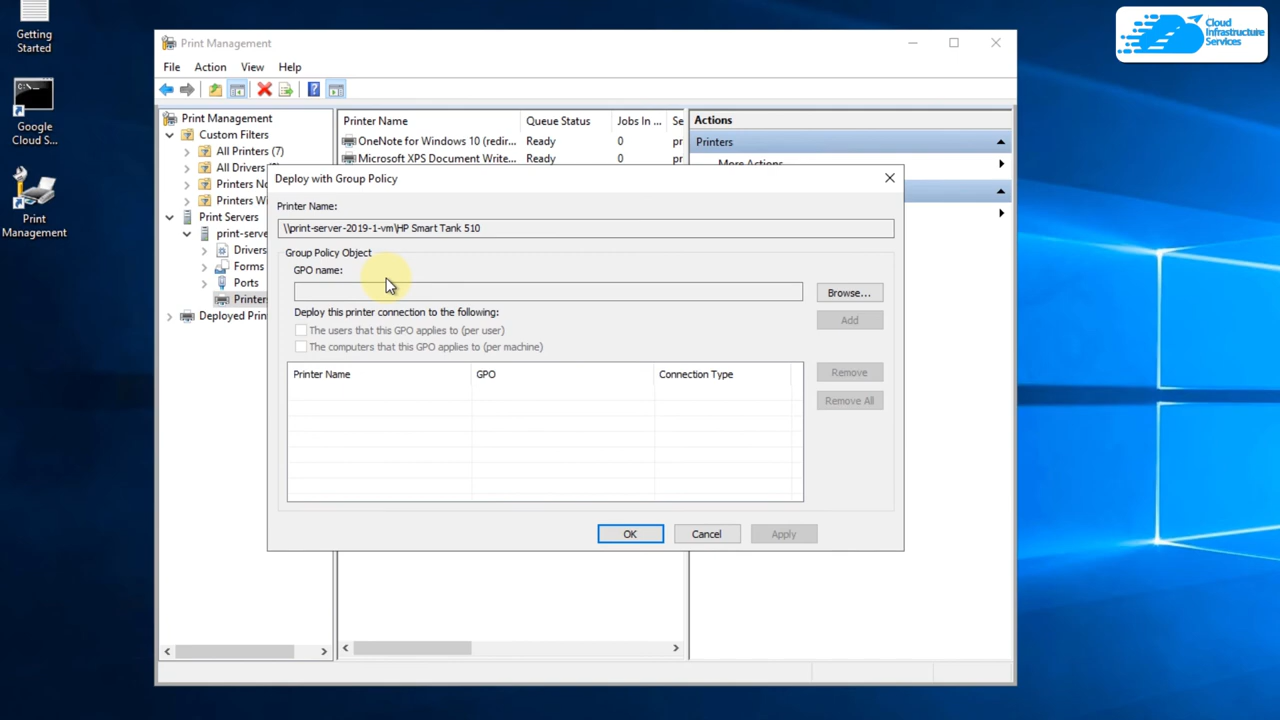 Getting
Started
Google
Cloud S...
Print
Management
Cloud
Infrastructure
Services
Print Management
File Action View Help
Print Management
Custom Filters
All Printers (7)
All Drivers
Printers No
Printers Wi
Print Servers
print-serve
Drivers
Forms
Ports
Printers
Deployed Prin
Printer Name Queue Status Jobs In ... Se
OneNote for Windows 10 (redir... Ready 0 pr
Microsoft XPS Document Write... Ready 0 pr
Actions
Printers
More Actions
Deploy with Group Policy
Printer Name:
\\print-server-2019-1-vm\HP Smart Tank 510
Group Policy Object
GPO name:
Browse...
Deploy this printer connection to the following:
Add
The users that this GPO applies to (per user)
The computers that this GPO applies to (per machine)
Printer Name GPO Connection Type
Remove
Remove All
OK Cancel Apply